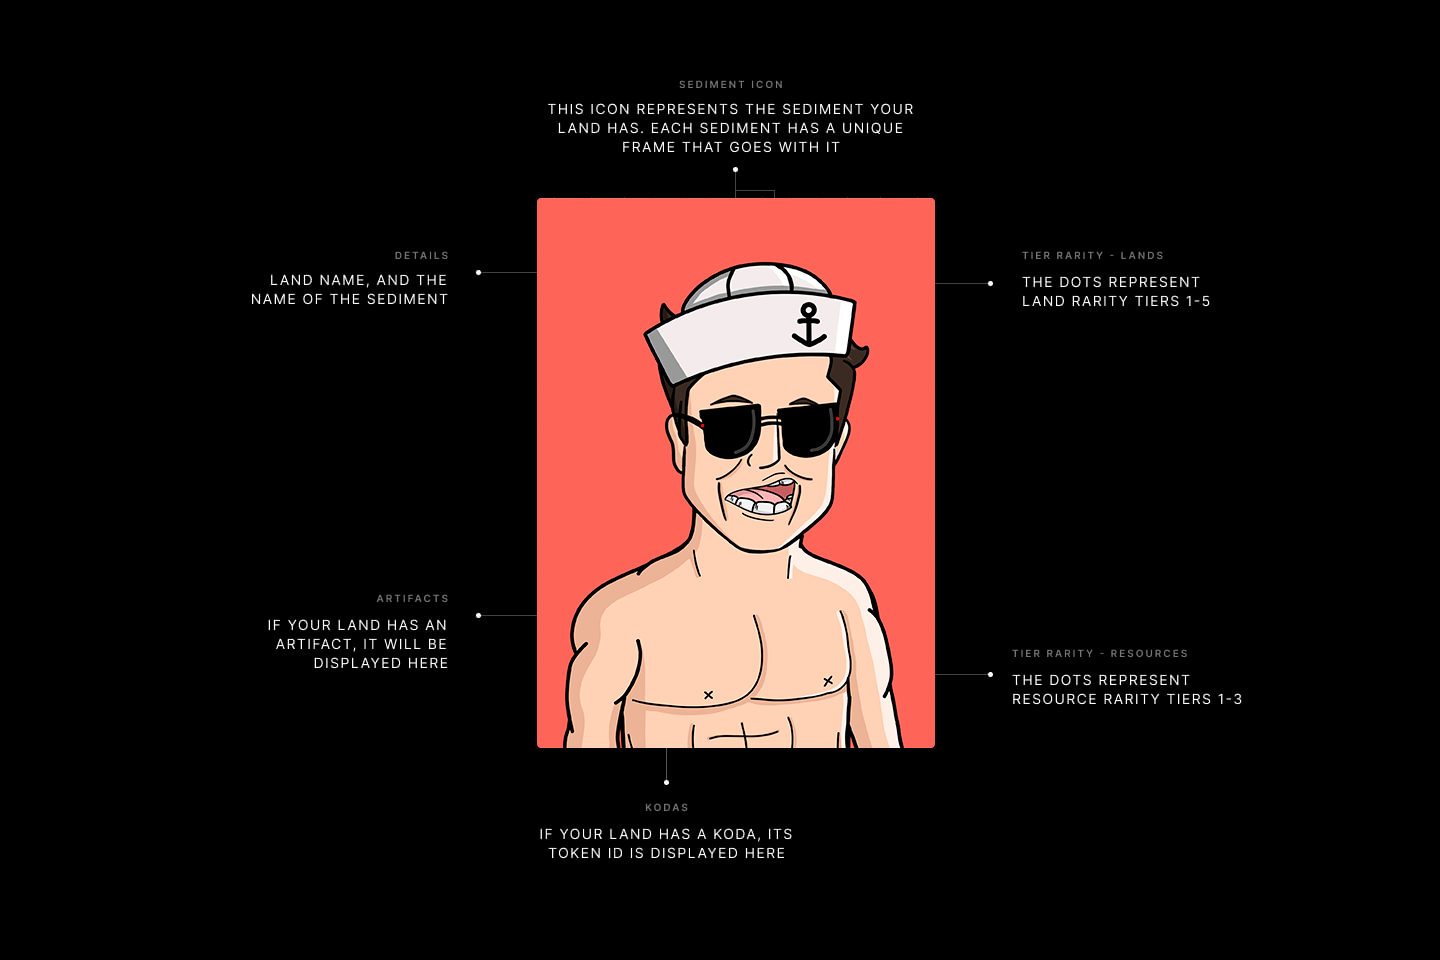 SEDIMENT ICON
THIS ICON REPRESENTS THE SEDIMENT YOUR
LAND HAS. EACH SEDIMENT HAS A UNIQUE
FRAME THAT GOES WITH IT
DETAILS
LAND NAME, AND THE
NAME OF THE SEDIMENT
TIER RARITY - LANDS
THE DOTS REPRESENT
LAND RARITY TIERS 1-5
ARTIFACTS
IF YOUR LAND HAS AN
ARTIFACT, IT WILL BE
DISPLAYED HERE
TIER RARITY - RESOURCES
THE DOTS REPRESENT
RESOURCE RARITY TIERS 1-3
KODAS
IF YOUR LAND HAS A KODA, ITS
TOKEN ID IS DISPLAYED HERE